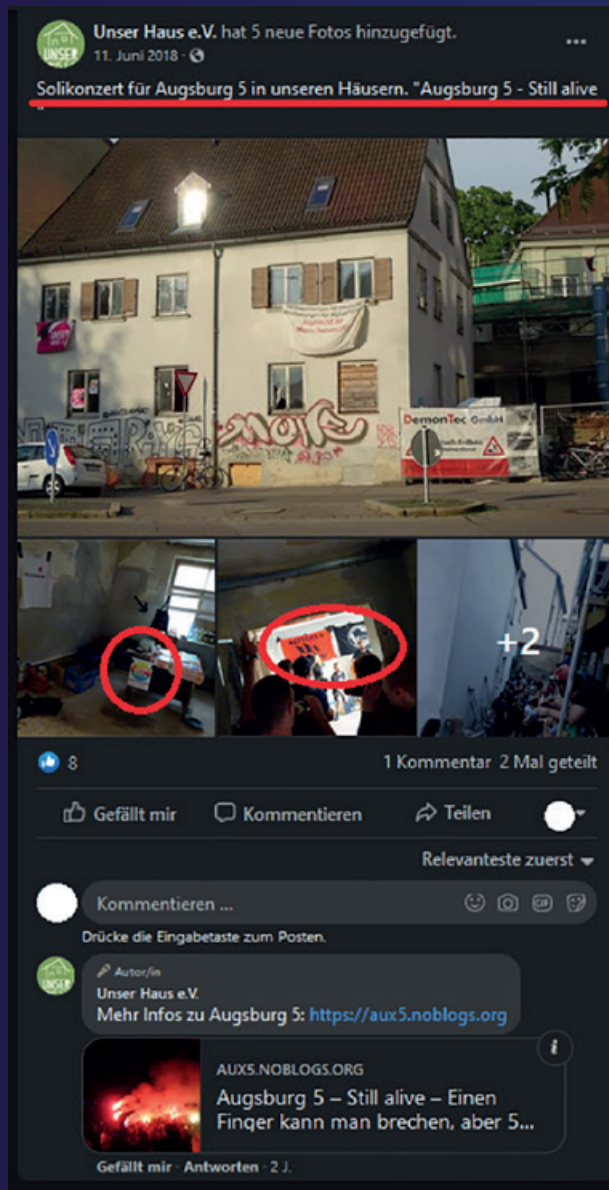 Unser Haus e.V. hat 5 neue Fotos hinzugefügt.
11. Juni 2018 ·
Solikonzert für Augsburg 5 in unseren Häusern. "Augsburg 5 - Still alive
"
DemonTec GmbH
+2
8
1 Kommentar 2 Mal geteilt
Gefällt mir
Kommentieren
Teilen
Relevanteste zuerst
Kommentieren ...
GIF
Drücke die Eingabetaste zum Posten.
Autor/in
Unser Haus e.V.
Mehr Infos zu Augsburg 5: https://aux5.noblogs.org
AUX5.NOBLOGS.ORG
Augsburg 5 – Still alive – Einen
Finger kann man brechen, aber 5...
Gefällt mir · Antworten · 2 J.